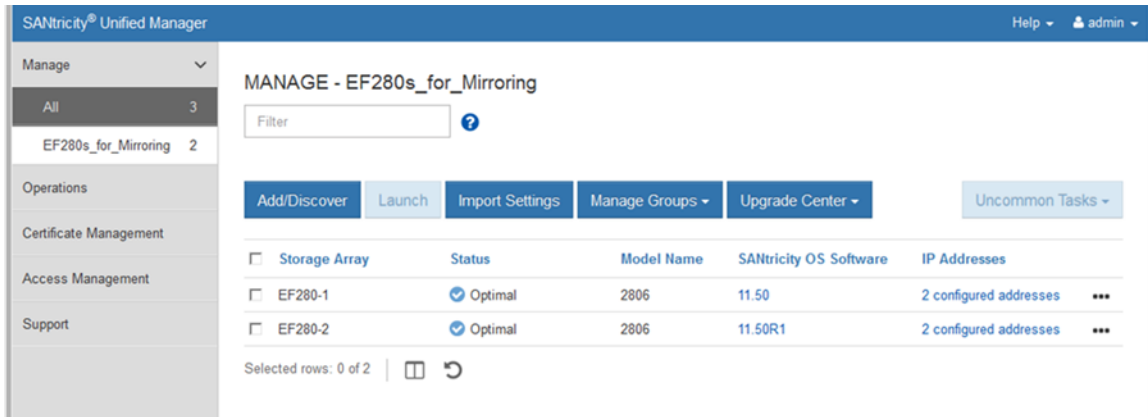 SANtricity® Unified Manager
Help admin
Manage
All 3
EF280s_for_Mirroring 2
Operations
Certificate Management
Access Management
Support
MANAGE - EF280s_for_Mirroring
Filter
Add/Discover Launch Import Settings Manage Groups Upgrade Center Uncommon Tasks
Storage Array Status Model Name SANtricity OS Software IP Addresses
EF280-1 Optimal 2806 11.50 2 configured addresses
EF280-2 Optimal 2806 11.50R1 2 configured addresses
Selected rows: 0 of 2